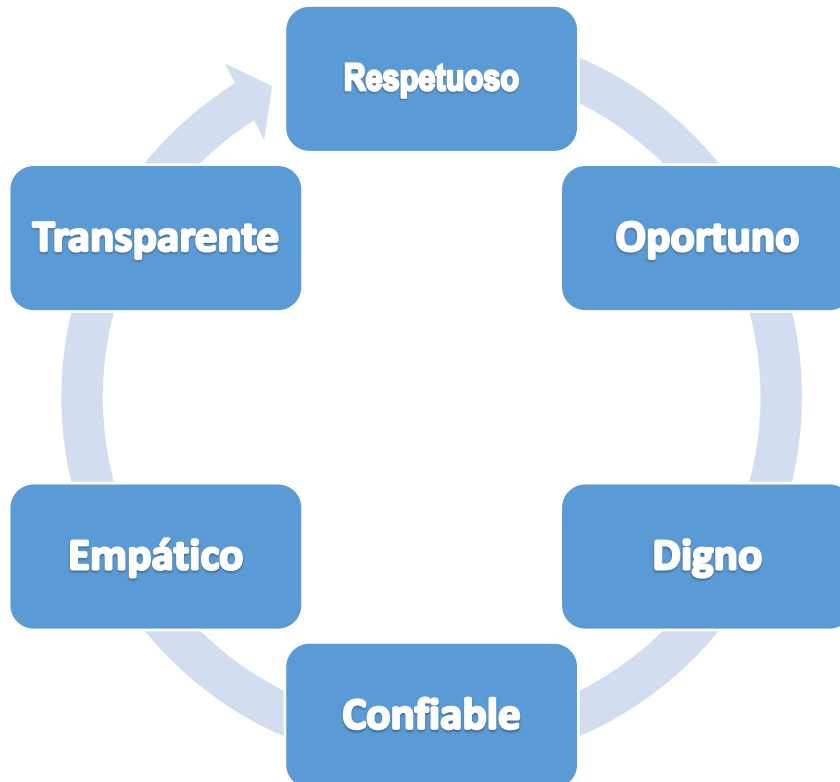 Respetuoso
Oportuno
Digno
Confiable
Empático
Transparente